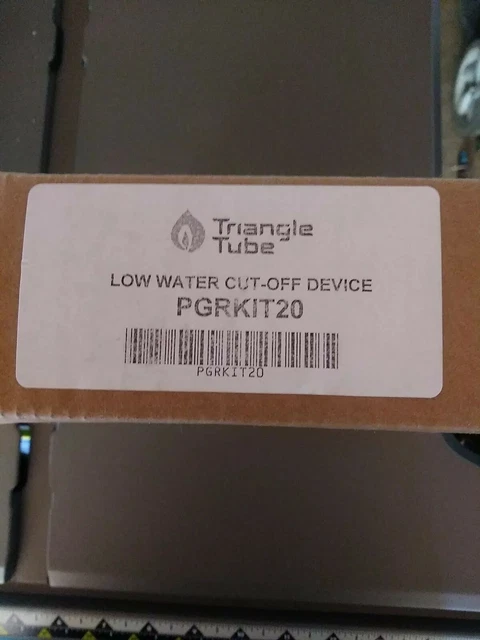 Triangle
Tube
LOW WATER CUT-OFF DEVICE
PGRKIT20
PGRKIT20